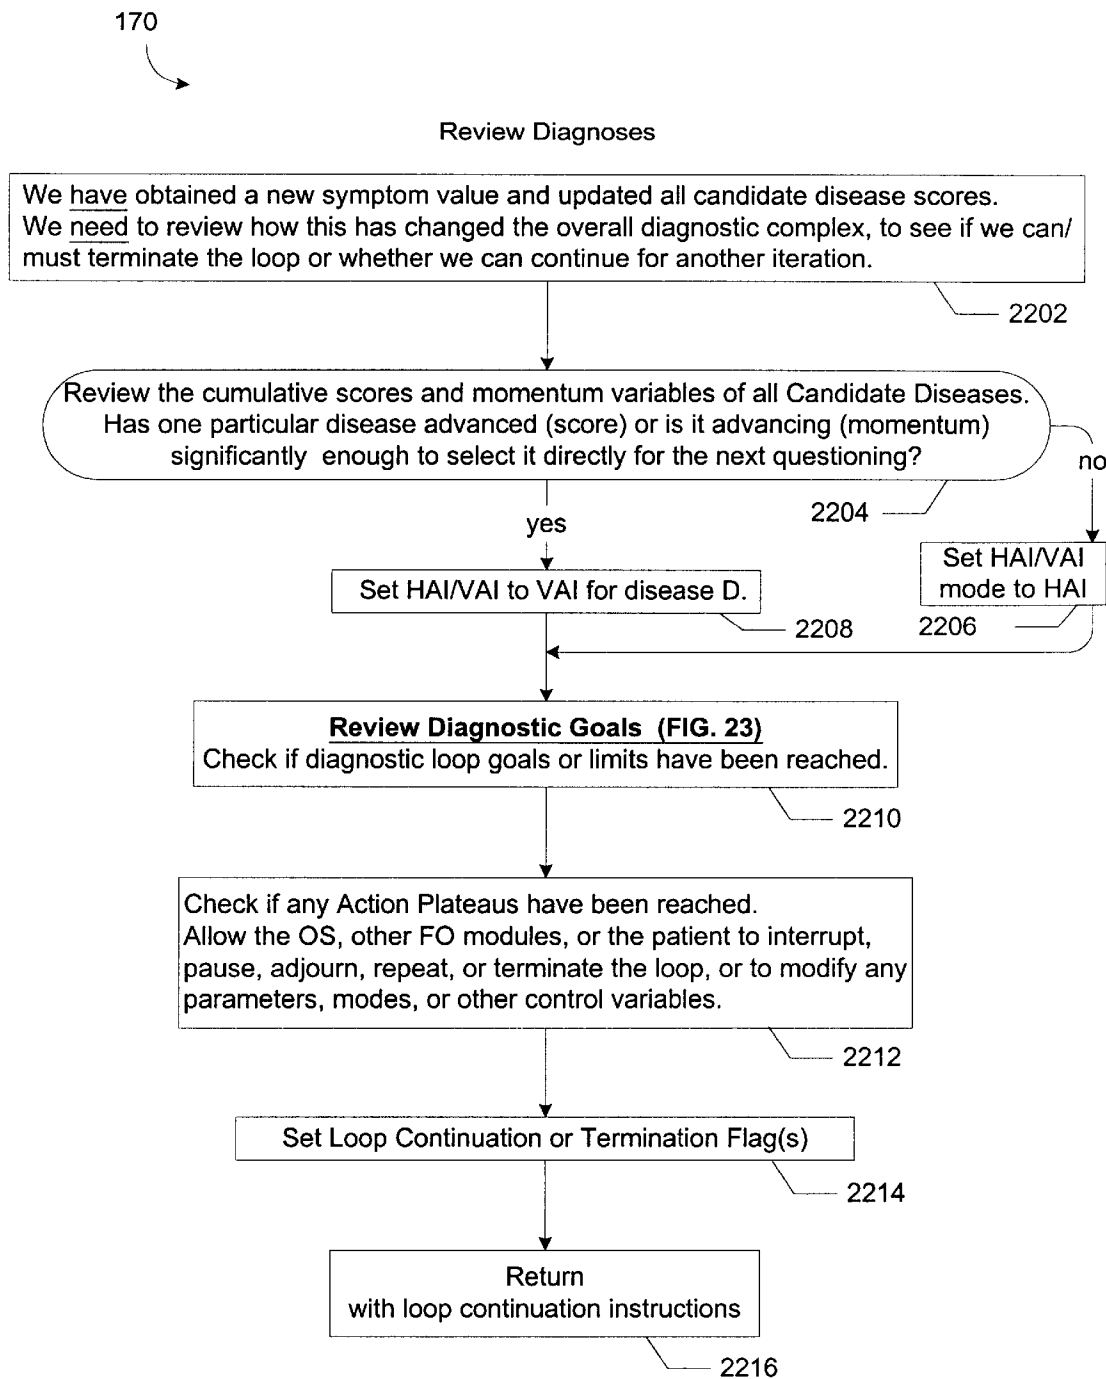 170
Review Diagnoses
We have obtained a new symptom value and updated all candidate disease scores.
We need to review how this has changed the overall diagnostic complex, to see if we can/
must terminate the loop or whether we can continue for another iteration.
2202
Review the cumulative scores and momentum variables of all Candidate Diseases.
Has one particular disease advanced (score) or is it advancing (momentum)
significantly enough to select it directly for the next questioning?
no
2204
yes
Set HAI/VAI
mode to HAI
Set HAI/VAI to VAI for disease D.
2206
2208
Review Diagnostic Goals (FIG. 23)
Check if diagnostic loop goals or limits have been reached.
2210
Check if any Action Plateaus have been reached.
Allow the OS, other FO modules, or the patient to interrupt,
pause, adjourn, repeat, or terminate the loop, or to modify any
parameters, modes, or other control variables.
2212
Set Loop Continuation or Termination Flag(s)
2214
Return
with loop continuation instructions
2216